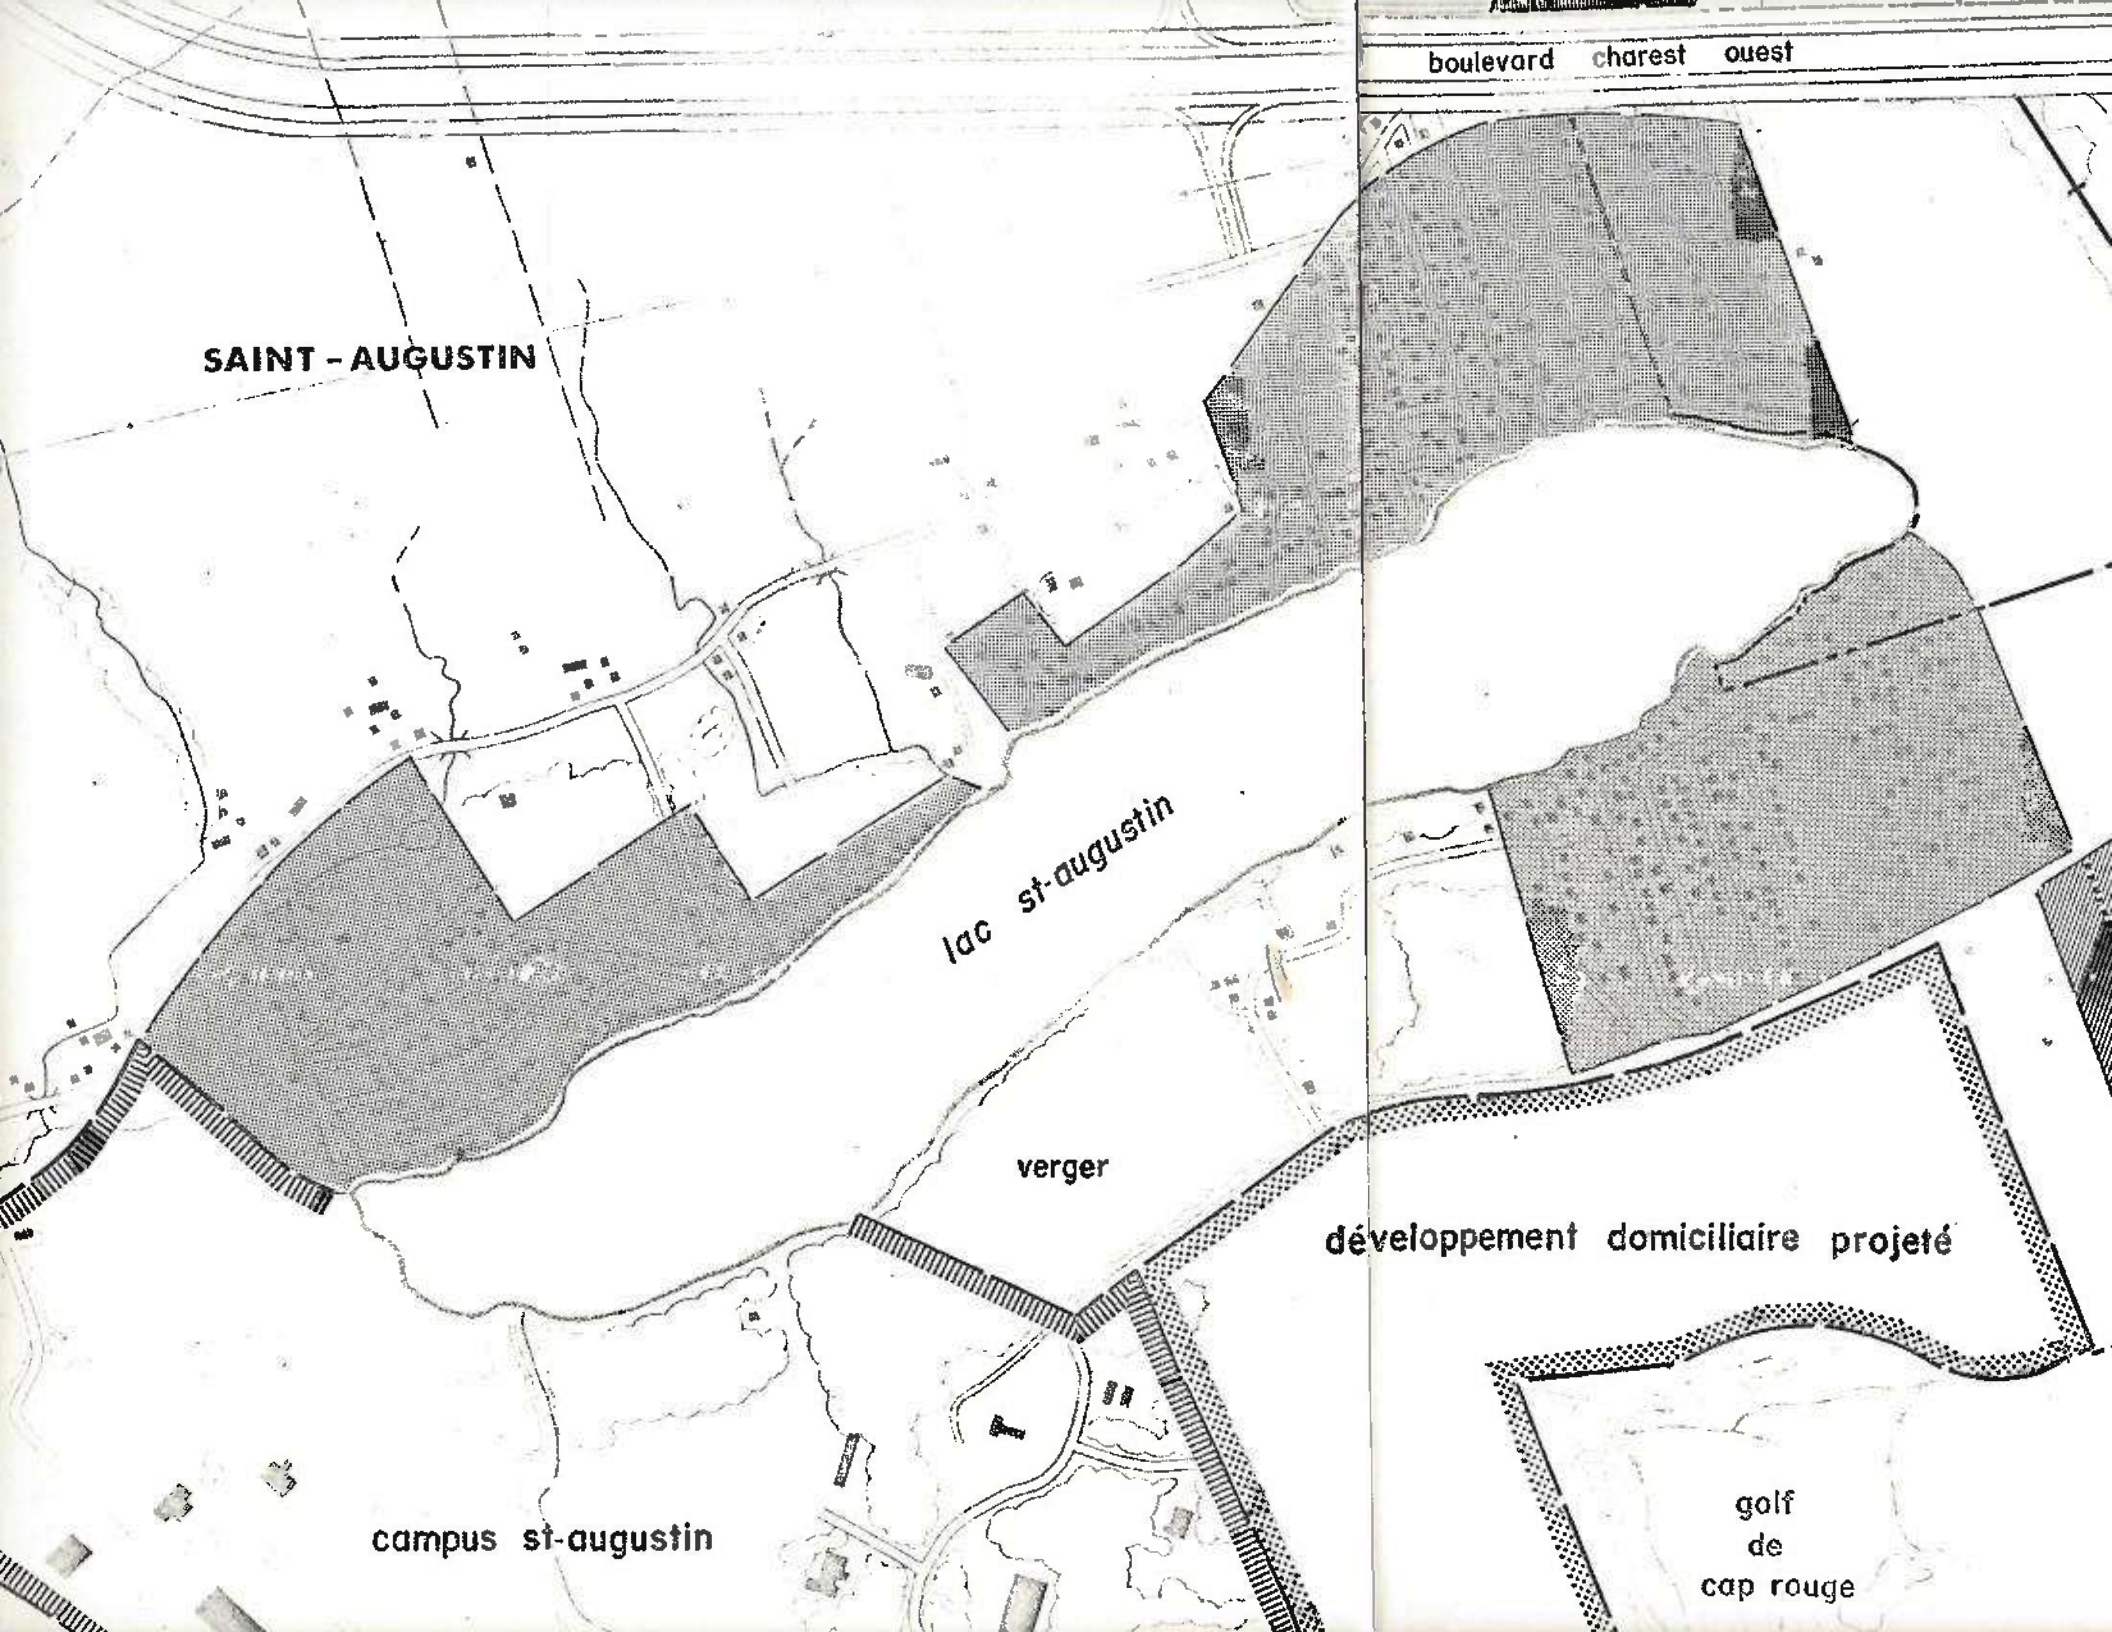 boulevard charest ouest
SAINT - AUGUSTIN
lac st-augustin
verger
développement domiciliaire projeté
campus st-augustin
golf
de
cap rouge